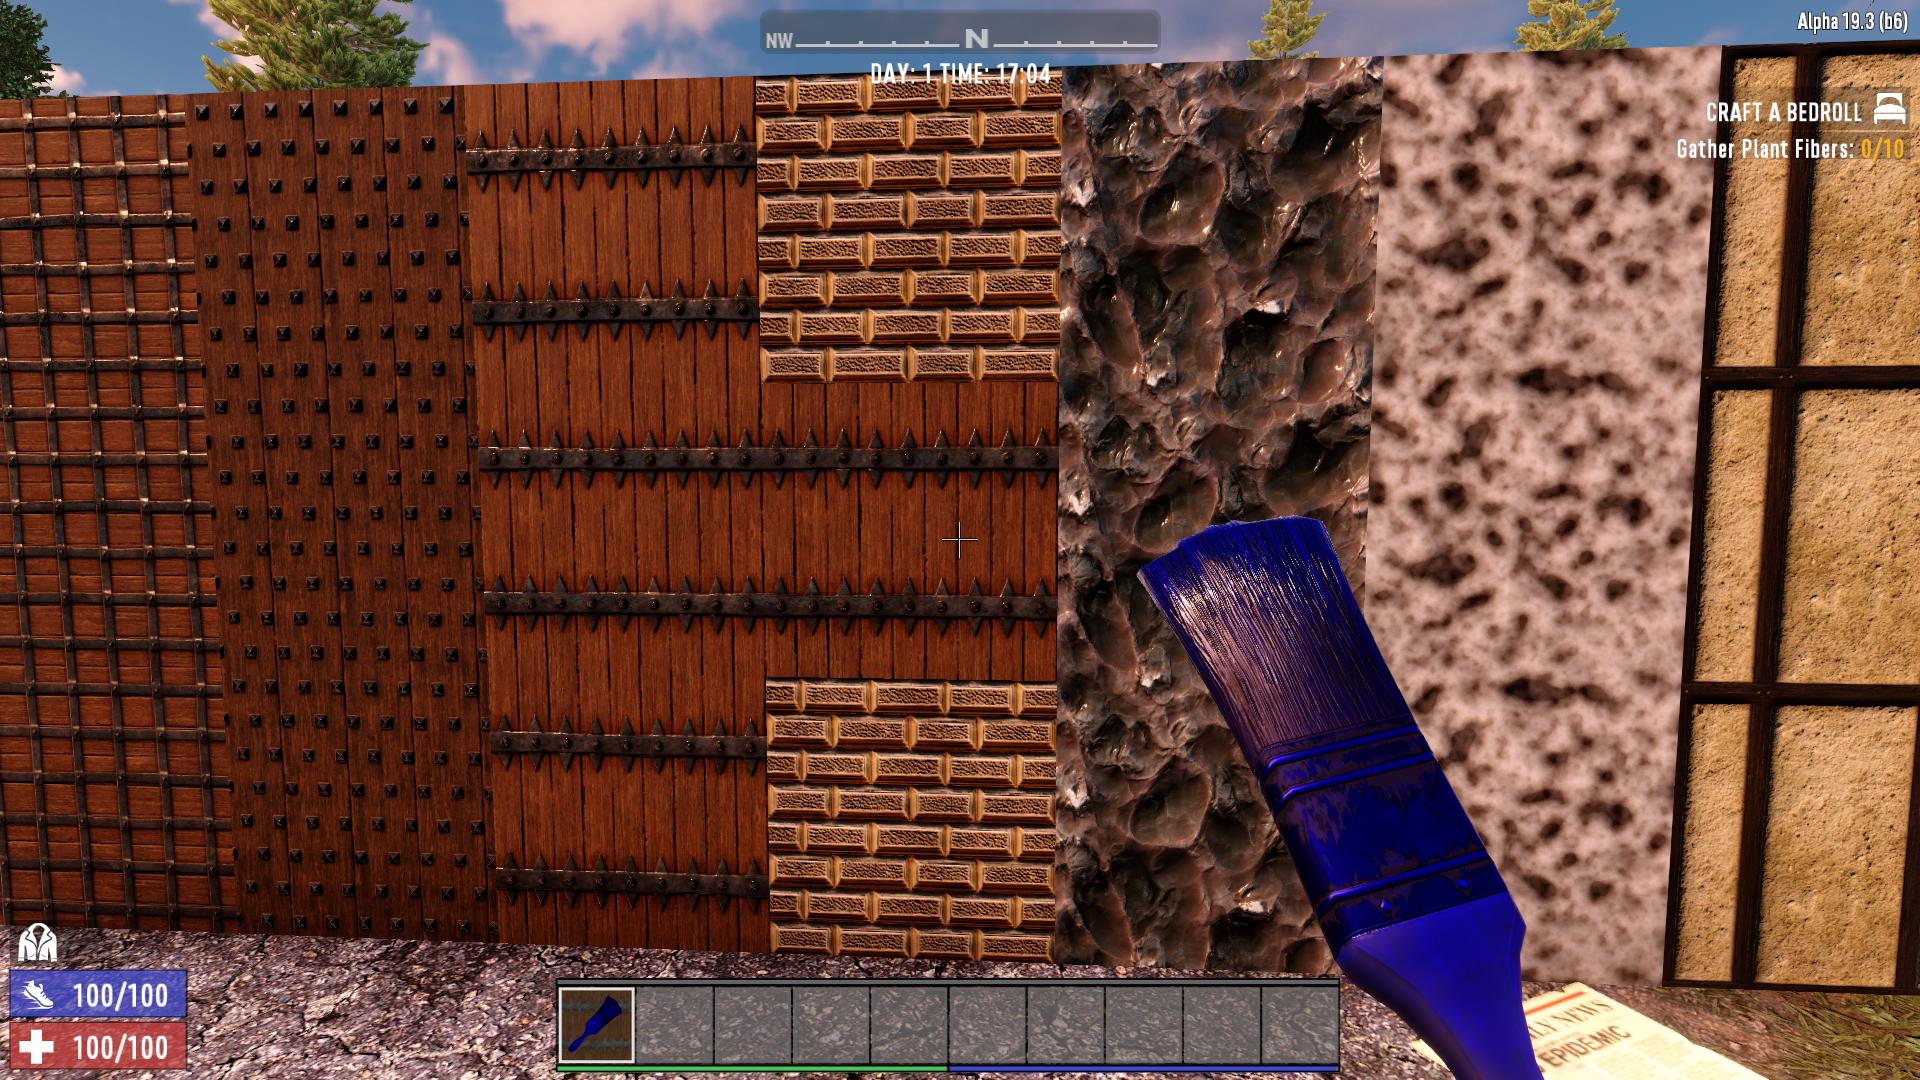 Alpha 19.3 (b6)
NW N
DAY: 1 TIME: 17:04
CRAFT A BEDROLL
Gather Plant Fibers: 0/10
100/100
100/100
NEWS
EPIDEMIC